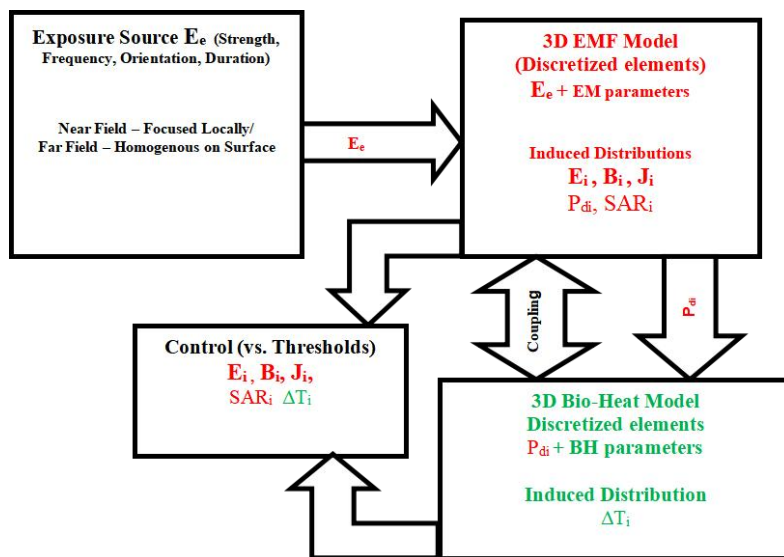 Exposure Source Ee (Strength,
Frequency, Orientation, Duration)
Near Field – Focused Locally/
Far Field – Homogenous on Surface
Ee
3D EMF Model
(Discretized elements)
Ee + EM parameters
Induced Distributions
Ei , Bi , Ji
Pdi, SARi
Coupling
Pdi
Control (vs. Thresholds)
Ei , Bi, Ji,
SARi ΔTi
3D Bio-Heat Model
Discretized elements
Pdi + BH parameters
Induced Distribution
ΔTi